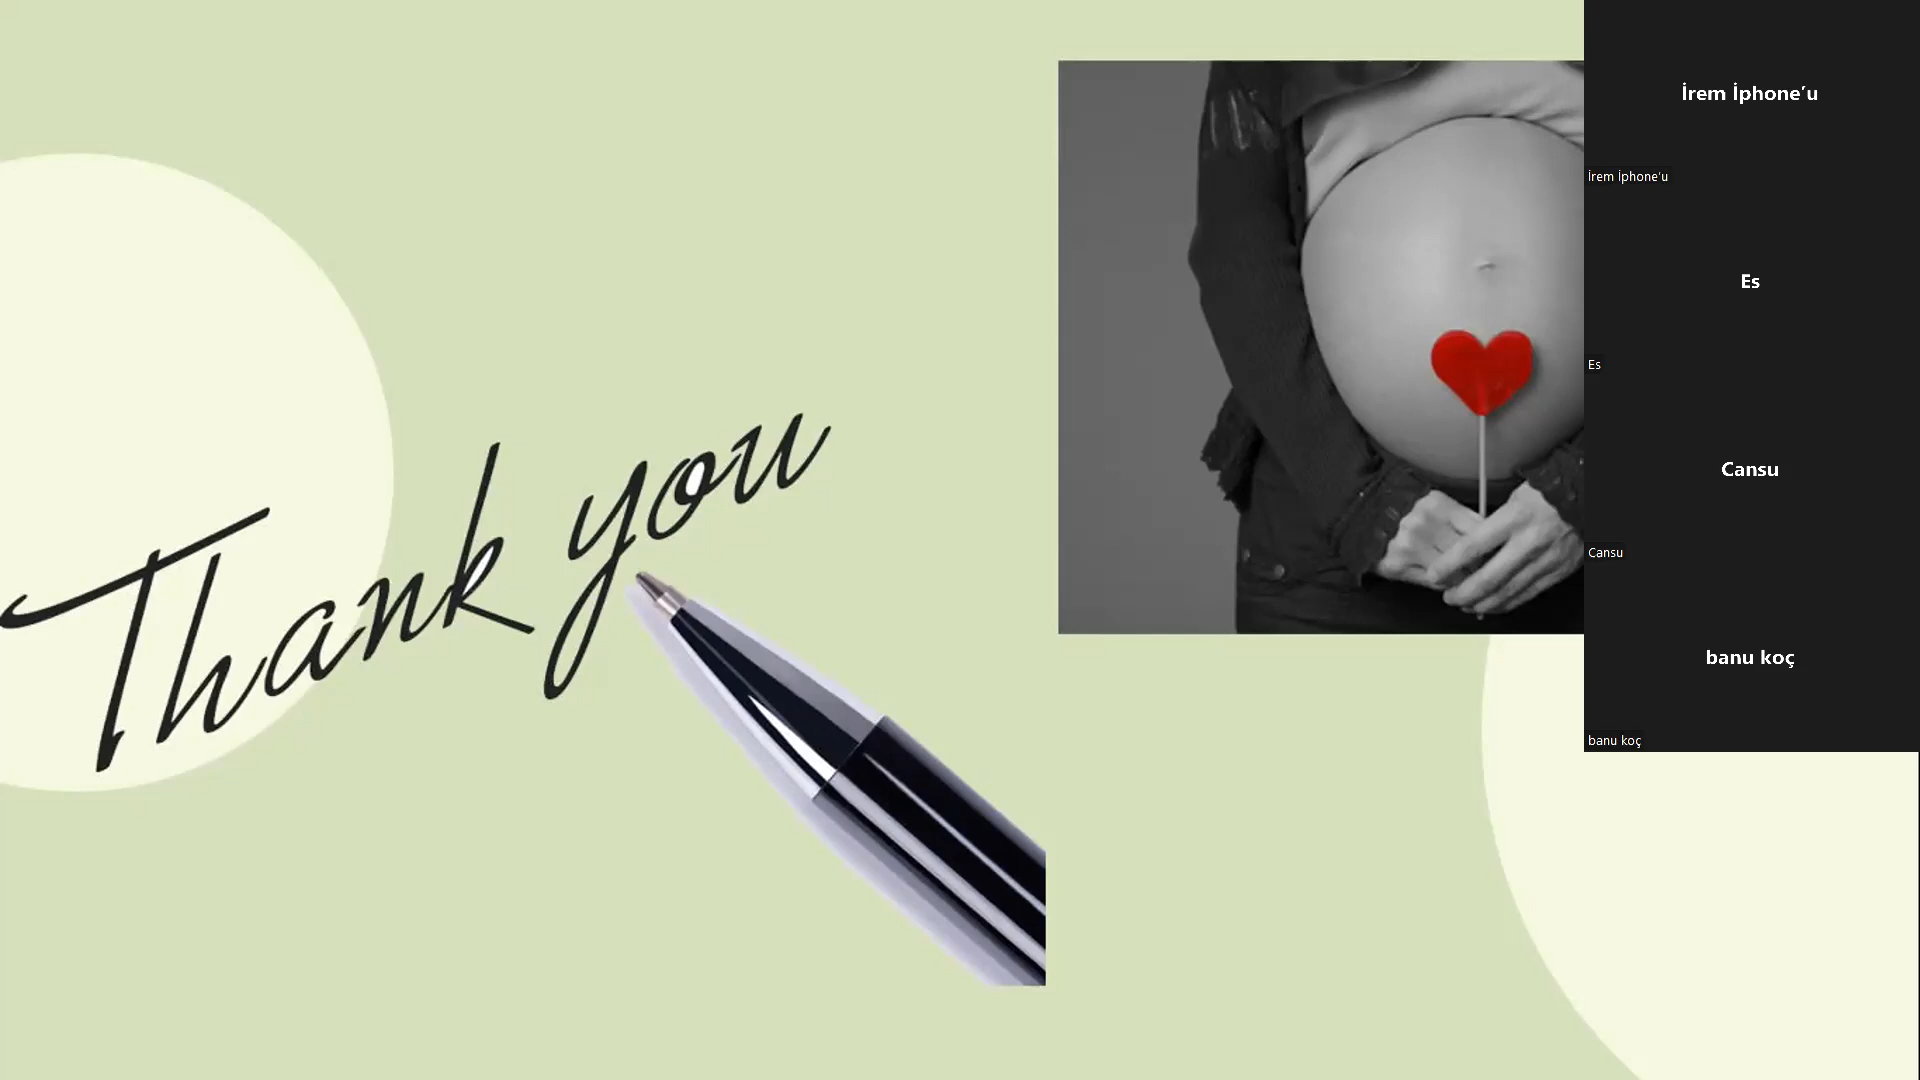 Thank you
İrem İphone’u
İrem İphone'u
Es
Es
Cansu
Cansu
banu koç
banu koç